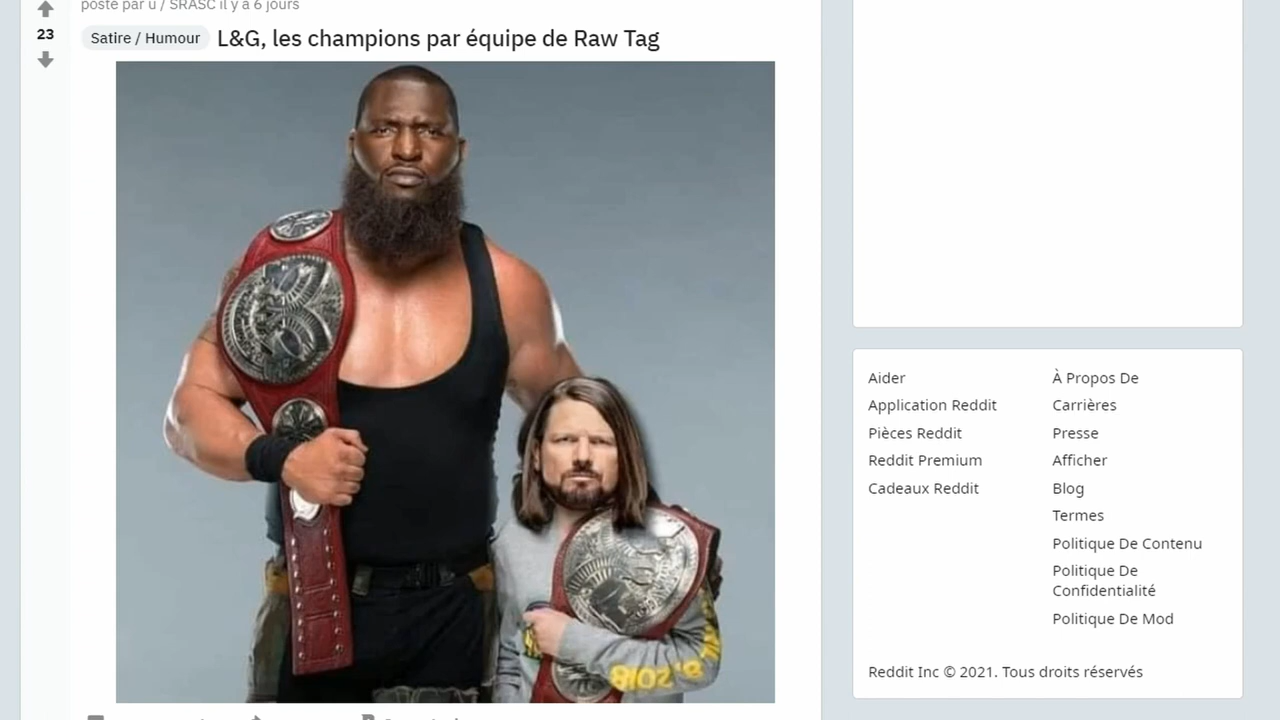 posté par u / SRASC il y a 6 jours
23
Satire / Humour
L&G, les champions par équipe de Raw Tag
2018
Aider
Application Reddit
Pièces Reddit
Reddit Premium
Cadeaux Reddit
À Propos De
Carrières
Presse
Afficher
Blog
Termes
Politique De Contenu
Politique De
Confidentialité
Politique De Mod
Reddit Inc © 2021. Tous droits réservés